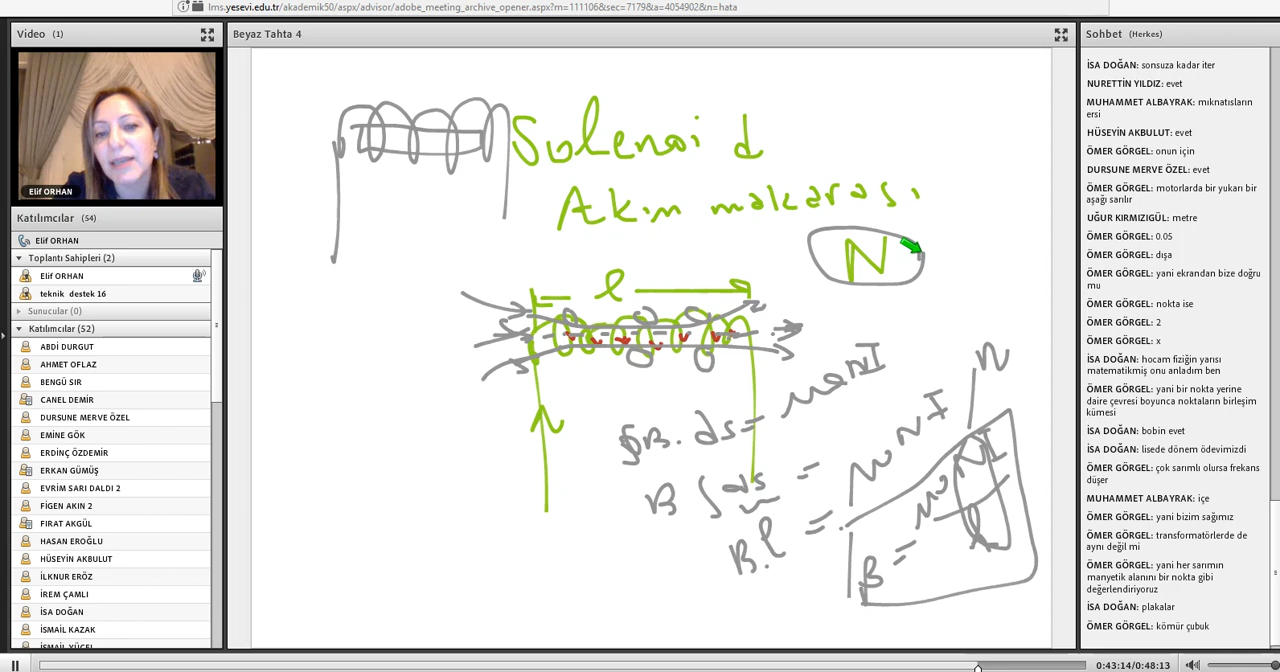 lms.yesevi.edu.tr/akademik50/aspx/advisor/adobe_meeting_archive_opener.aspx?m=111106&sec=7179&a=4054902&n=hata
Video (1)
Elif ORHAN
Katılımcılar (54)
Elif ORHAN
Toplantı Sahipleri (2)
Elif ORHAN
teknik destek 16
Sunucular (0)
Katılımcılar (52)
ABDİ DURGUT
AHMET OFLAZ
BENGÜ SIR
CANEL DEMİR
DURSUNE MERVE ÖZEL
EMİNE GÖK
ERDİNÇ ÖZDEMİR
ERKAN GÜMÜŞ
EVRİM SARI DALDI 2
FİGEN AKIN 2
FIRAT AKGÜL
HASAN EROĞLU
HÜSEYİN AKBULUT
İLKNUR ERÖZ
İREM ÇAMLI
İSA DOĞAN
İSMAİL KAZAK
İSMAİL YÜCEL
Beyaz Tahta 4
Solenoid
Akım makarası
N
l
∮B. ds = μ0NI
B ∫ ds = μ0 NI
B.l =
B = μ0 NI / l
n
Sohbet (Herkes)
İSA DOĞAN: sonsuza kadar iter
NURETTİN YILDIZ: evet
MUHAMMET ALBAYRAK: mıknatısların
ersi
HÜSEYİN AKBULUT: evet
ÖMER GÖRGEL: onun için
DURSUNE MERVE ÖZEL: evet
ÖMER GÖRGEL: motorlarda bir yukarı bir
aşağı sarılır
UĞUR KIRMIZIGÜL: metre
ÖMER GÖRGEL: 0.05
ÖMER GÖRGEL: dışa
ÖMER GÖRGEL: yani ekrandan bize doğru
mu
ÖMER GÖRGEL: nokta ise
ÖMER GÖRGEL: 2
ÖMER GÖRGEL: x
İSA DOĞAN: hocam fiziğin yarısı
matematikmiş onu anladım ben
ÖMER GÖRGEL: yani bir nokta yerine
daire çevresi boyunca noktaların birleşim
kümesi
İSA DOĞAN: bobin evet
İSA DOĞAN: lisede dönem ödevimizdi
ÖMER GÖRGEL: çok sarımlı olursa frekans
düşer
MUHAMMET ALBAYRAK: içe
ÖMER GÖRGEL: yani bizim sağımız
ÖMER GÖRGEL: transformatörlerde de
aynı değil mi
ÖMER GÖRGEL: yani her sarımın
manyetik alanını bir nokta gibi
değerlendiriyoruz
İSA DOĞAN: plakalar
ÖMER GÖRGEL: kömür çubuk
0:43:14/0:48:13